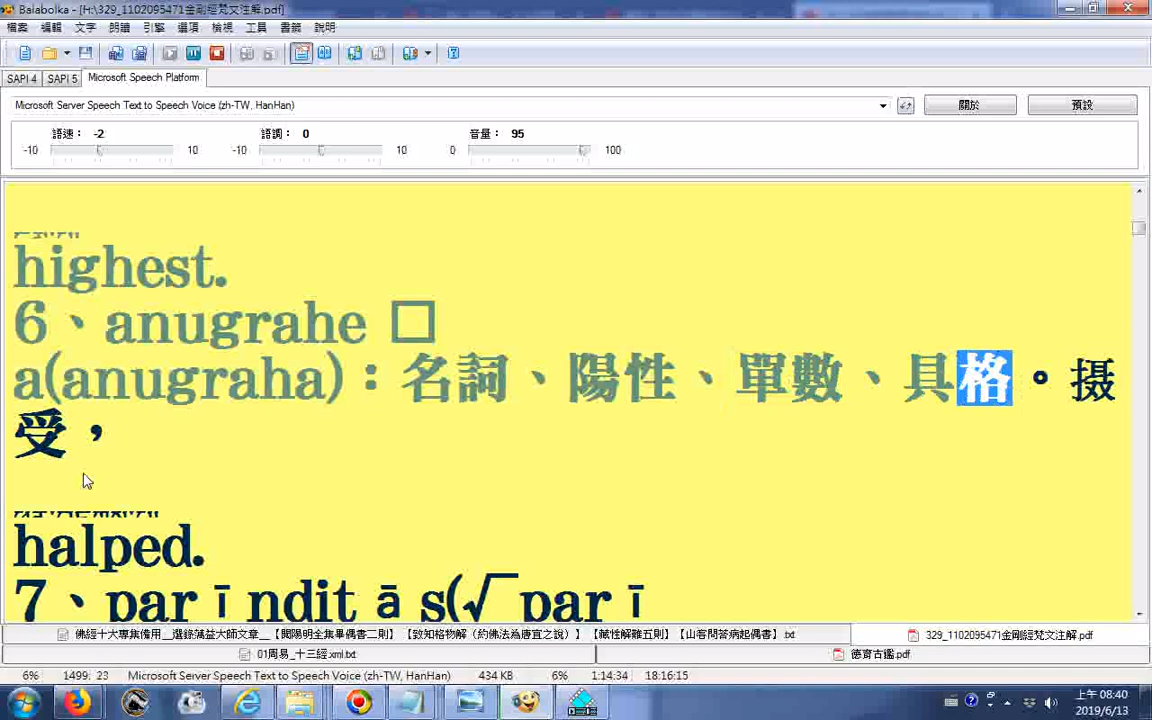 Balabolka - [H:\329_1102095471金剛經梵文注解.pdf]
檔案 編輯 文字 朗讀 引擎 選項 檢視 工具 書籤 說明
SAPI 4 SAPI 5 Microsoft Speech Platform
Microsoft Server Speech Text to Speech Voice (zh-TW, HanHan) 關於 預設
語速： -2 語調： 0 音量： 95
-10 10 -10 10 0 100
highest.
6、anugrahe □
a(anugraha)：名詞、陽性、單數、具格。摄
受，
halped.
7、par ī ndit ā s(√par ī
佛經十大專集備用__選錄蕅益大師文章__【閱陽明全集畢偶書二則】【致知格物解（約佛法為唐宜之說）】【鹹性解難五則】【山客問答病起偶書】.txt 329_1102095471金剛經梵文注解.pdf
01周易_十三經.xml.txt 德育古鑑.pdf
6% 1499: 23 Microsoft Server Speech Text to Speech Voice (zh-TW, HanHan) 434 KB 6% 1:14:34 18:16:15
上午 08:40
2019/6/13